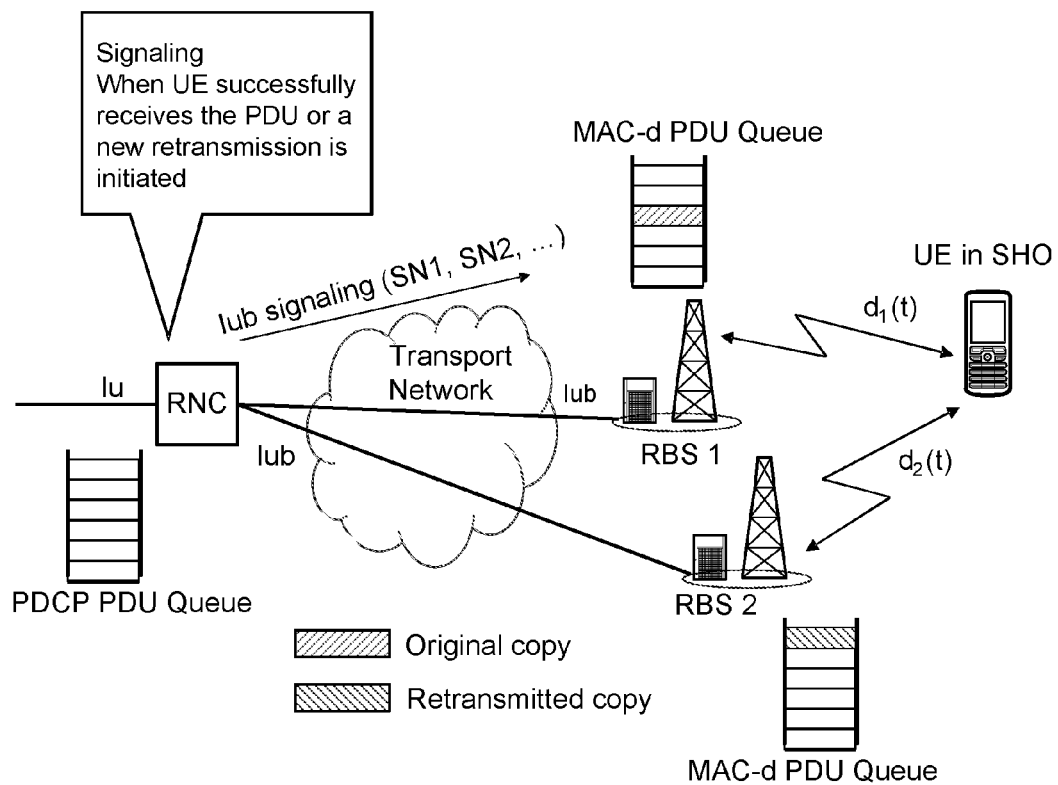 Signaling
When UE successfully
receives the PDU or a
new retransmission is
initiated
MAC-d PDU Queue
UE in SHO
Iub signaling (SN1, SN2, ...)
d1(t)
Transport
Network
Iu
RNC
Iub
Iub
RBS 1
d2(t)
PDCP PDU Queue
RBS 2
Original copy
Retransmitted copy
MAC-d PDU Queue